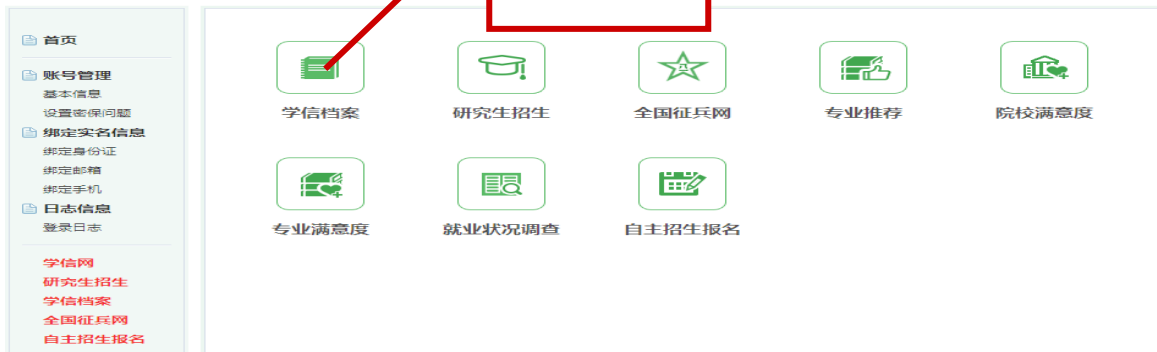 首页
账号管理
基本信息
设置密保问题
绑定实名信息
绑定身份证
绑定邮箱
绑定手机
日志信息
登录日志
学信网
研究生招生
学信档案
全国征兵网
自主招生报名
学信档案 研究生招生 全国征兵网 专业推荐 院校满意度
专业满意度 就业状况调查 自主招生报名